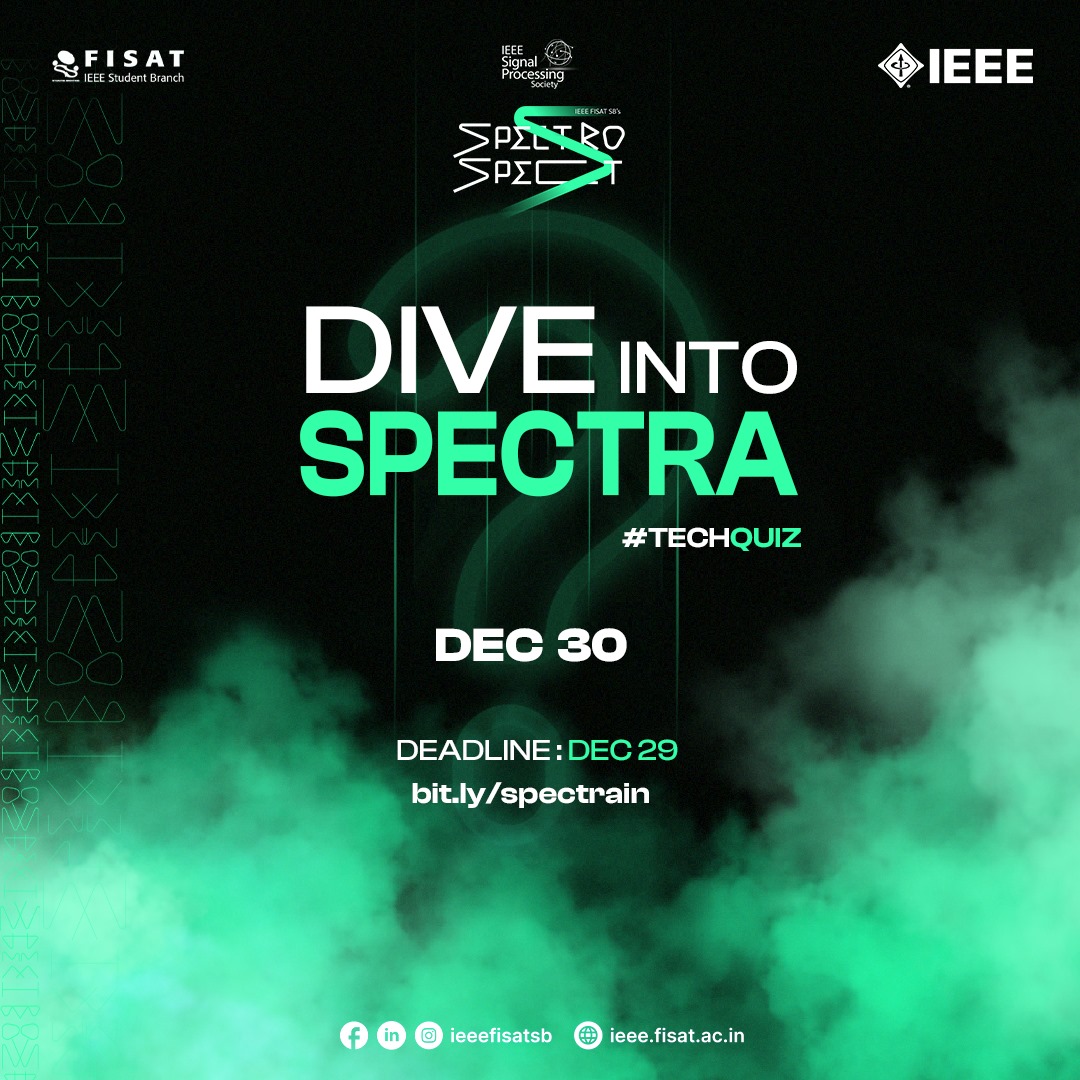 FISAT
IEEE Student Branch
IEEE
Signal
Processing
Society
IEEE
IEEE FISAT SB's
SPECTRO
SPECT
DIVE INTO
SPECTRA
#TECHQUIZ
DEC 30
DEADLINE : DEC 29
bit.ly/spectrain
ieeefisatsb
ieee.fisat.ac.in